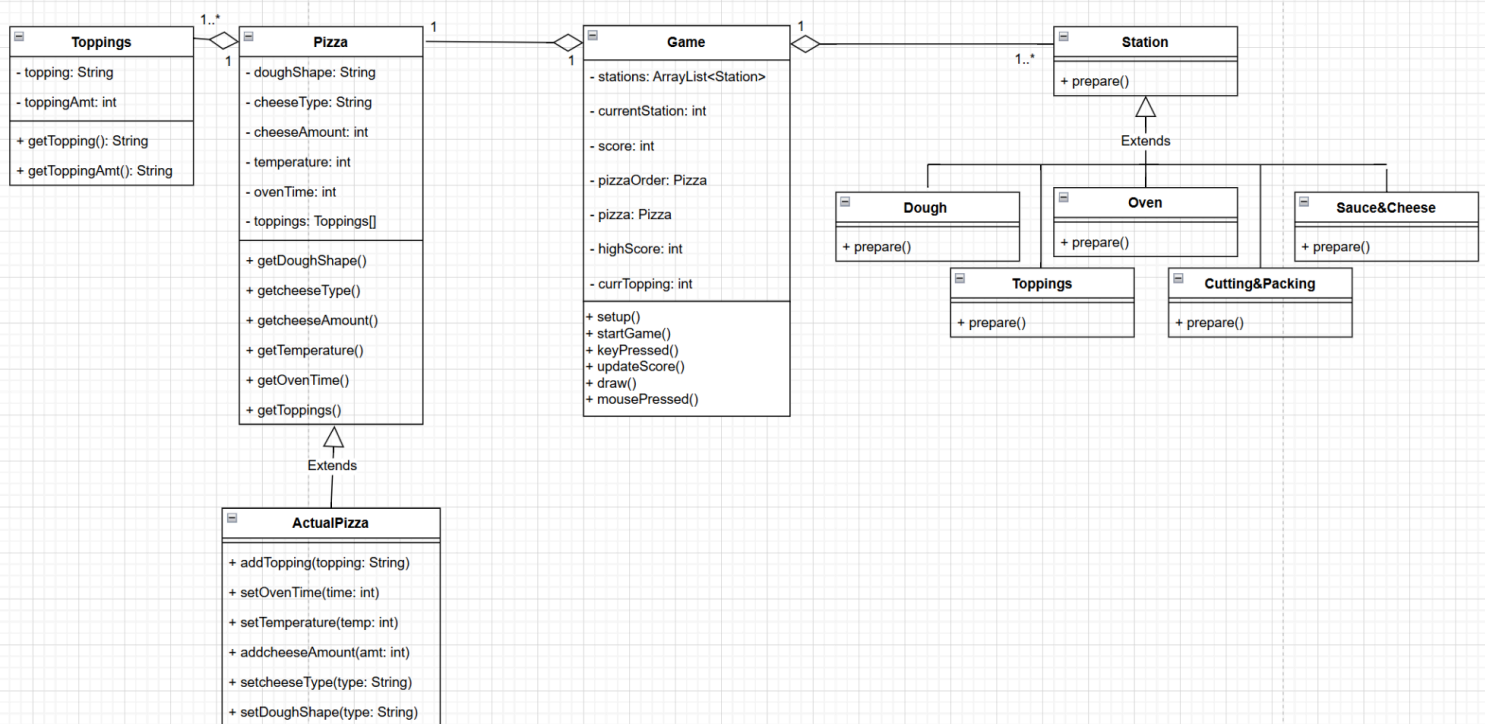 1..*
1
Toppings
- topping: String
- toppingAmt: int
+ getTopping(): String
+ getToppingAmt(): String
Pizza
- doughShape: String
- cheeseType: String
- cheeseAmount: int
- temperature: int
- ovenTime: int
- toppings: Toppings[]
+ getDoughShape()
+ getcheeseType()
+ getcheeseAmount()
+ getTemperature()
+ getOvenTime()
+ getToppings()
Extends
ActualPizza
+ addTopping(topping: String)
+ setOvenTime(time: int)
+ setTemperature(temp: int)
+ addcheeseAmount(amt: int)
+ setcheeseType(type: String)
+ setDoughShape(type: String)
1
1
Game
- stations: ArrayList<Station>
- currentStation: int
- score: int
- pizzaOrder: Pizza
- pizza: Pizza
- highScore: int
- currTopping: int
+ setup()
+ startGame()
+ keyPressed()
+ updateScore()
+ draw()
+ mousePressed()
1
1..*
Station
+ prepare()
Extends
Dough
+ prepare()
Oven
+ prepare()
Sauce&Cheese
+ prepare()
Toppings
+ prepare()
Cutting&Packing
+ prepare()